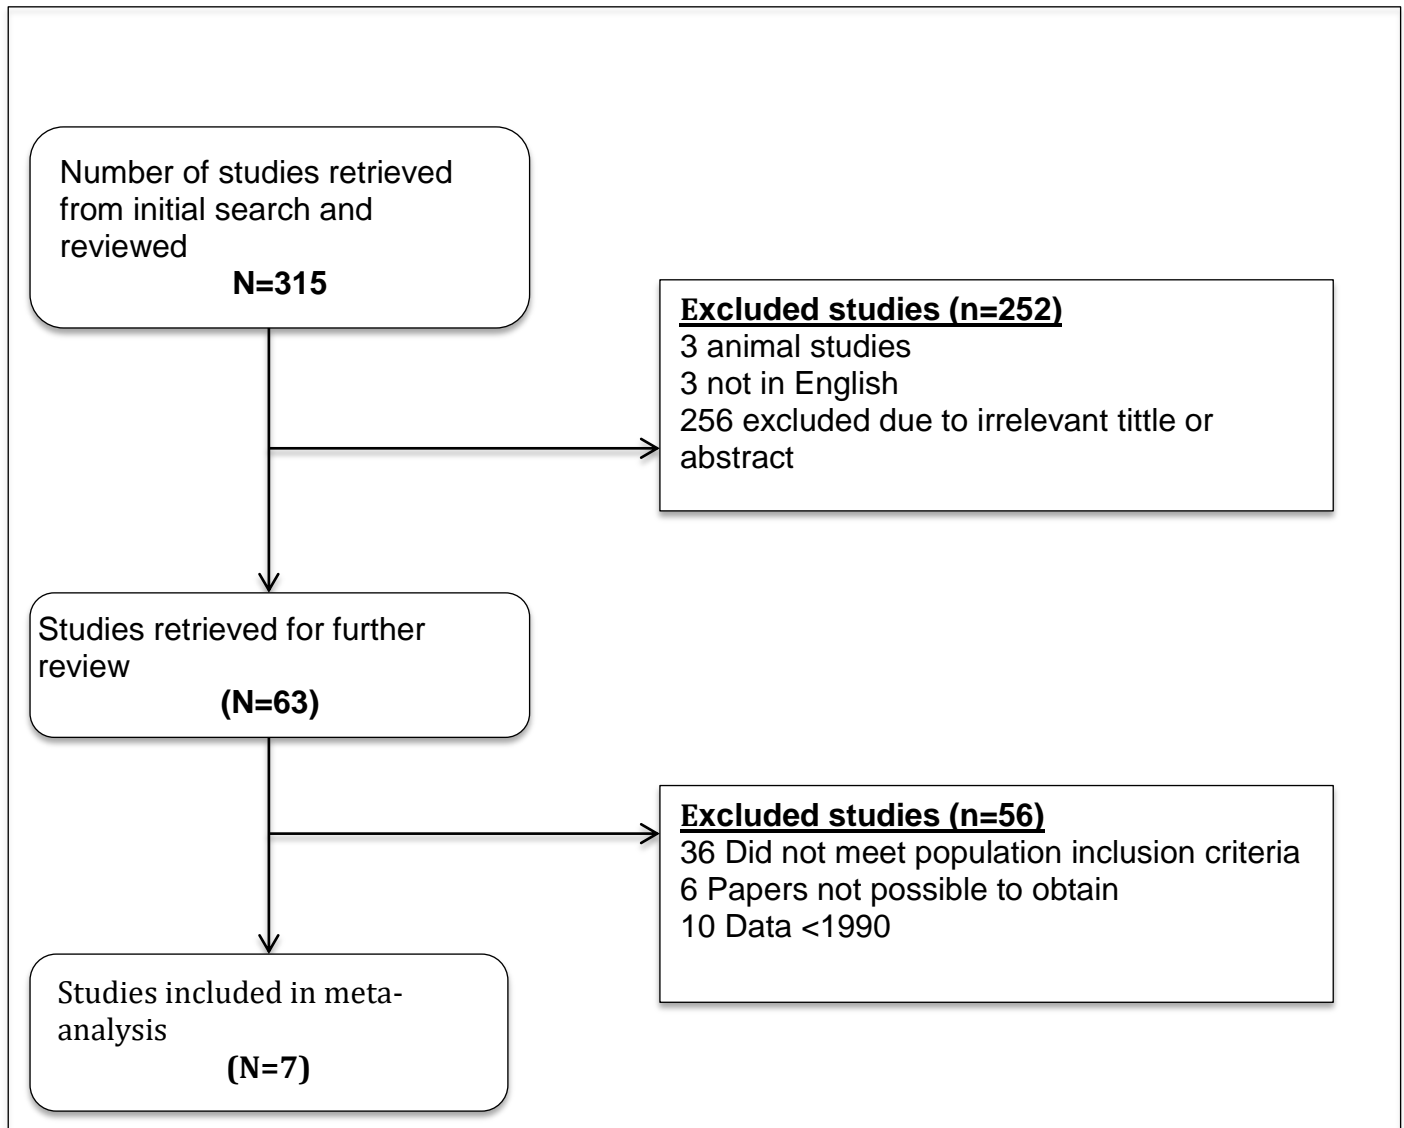 Number of studies retrieved
from initial search and
reviewed
N=315
Excluded studies (n=252)
3 animal studies
3 not in English
256 excluded due to irrelevant tittle or
abstract
Studies retrieved for further
review
(N=63)
Excluded studies (n=56)
36 Did not meet population inclusion criteria
6 Papers not possible to obtain
10 Data <1990
Studies included in meta-
analysis
(N=7)